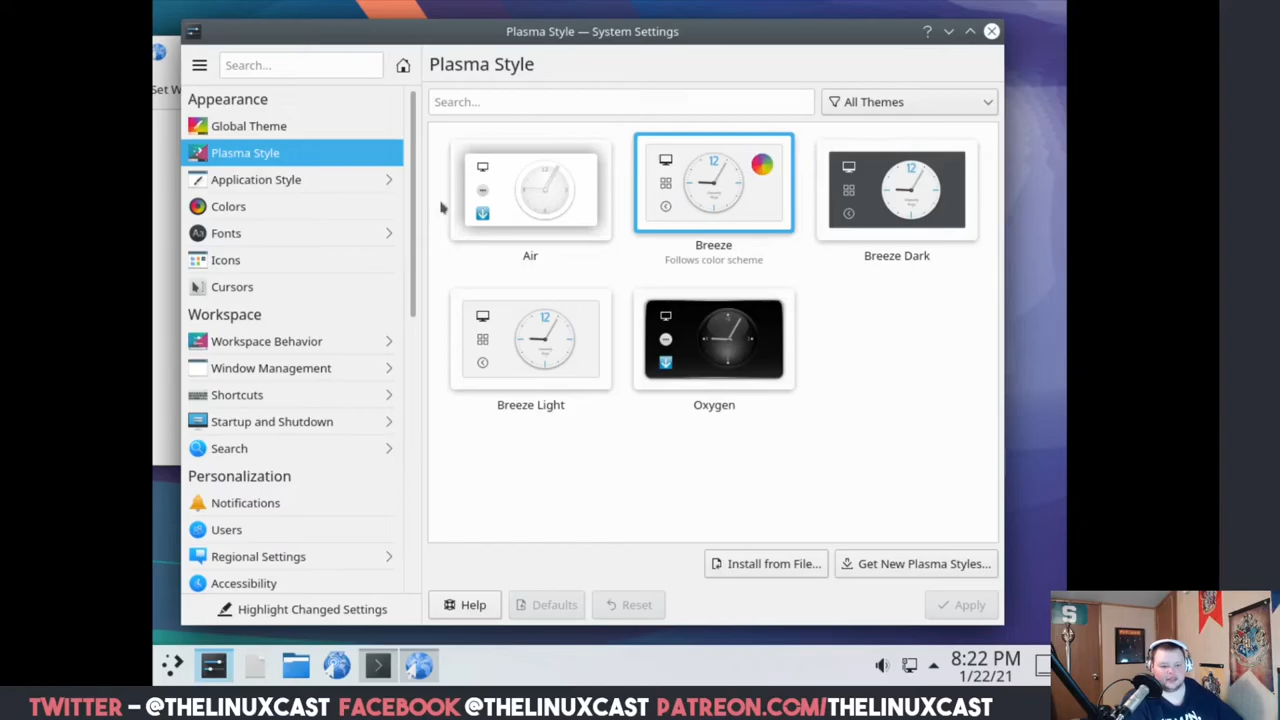 Plasma Style — System Settings
Search...
Plasma Style
Set W
Appearance
Search...
All Themes
Global Theme
Plasma Style
Application Style
Colors
Fonts
Icons
Cursors
Air
Breeze
Follows color scheme
Breeze Dark
Workspace
Workspace Behavior
Window Management
Shortcuts
Startup and Shutdown
Search
Breeze Light
Oxygen
Personalization
Notifications
Users
Regional Settings
Accessibility
Install from File...
Get New Plasma Styles...
Highlight Changed Settings
Help
Defaults
Reset
Apply
8:22 PM
1/22/21
TWITTER – @THELINUXCAST FACEBOOK @THELINUXCAST PATREON.COM/THELINUXCAST